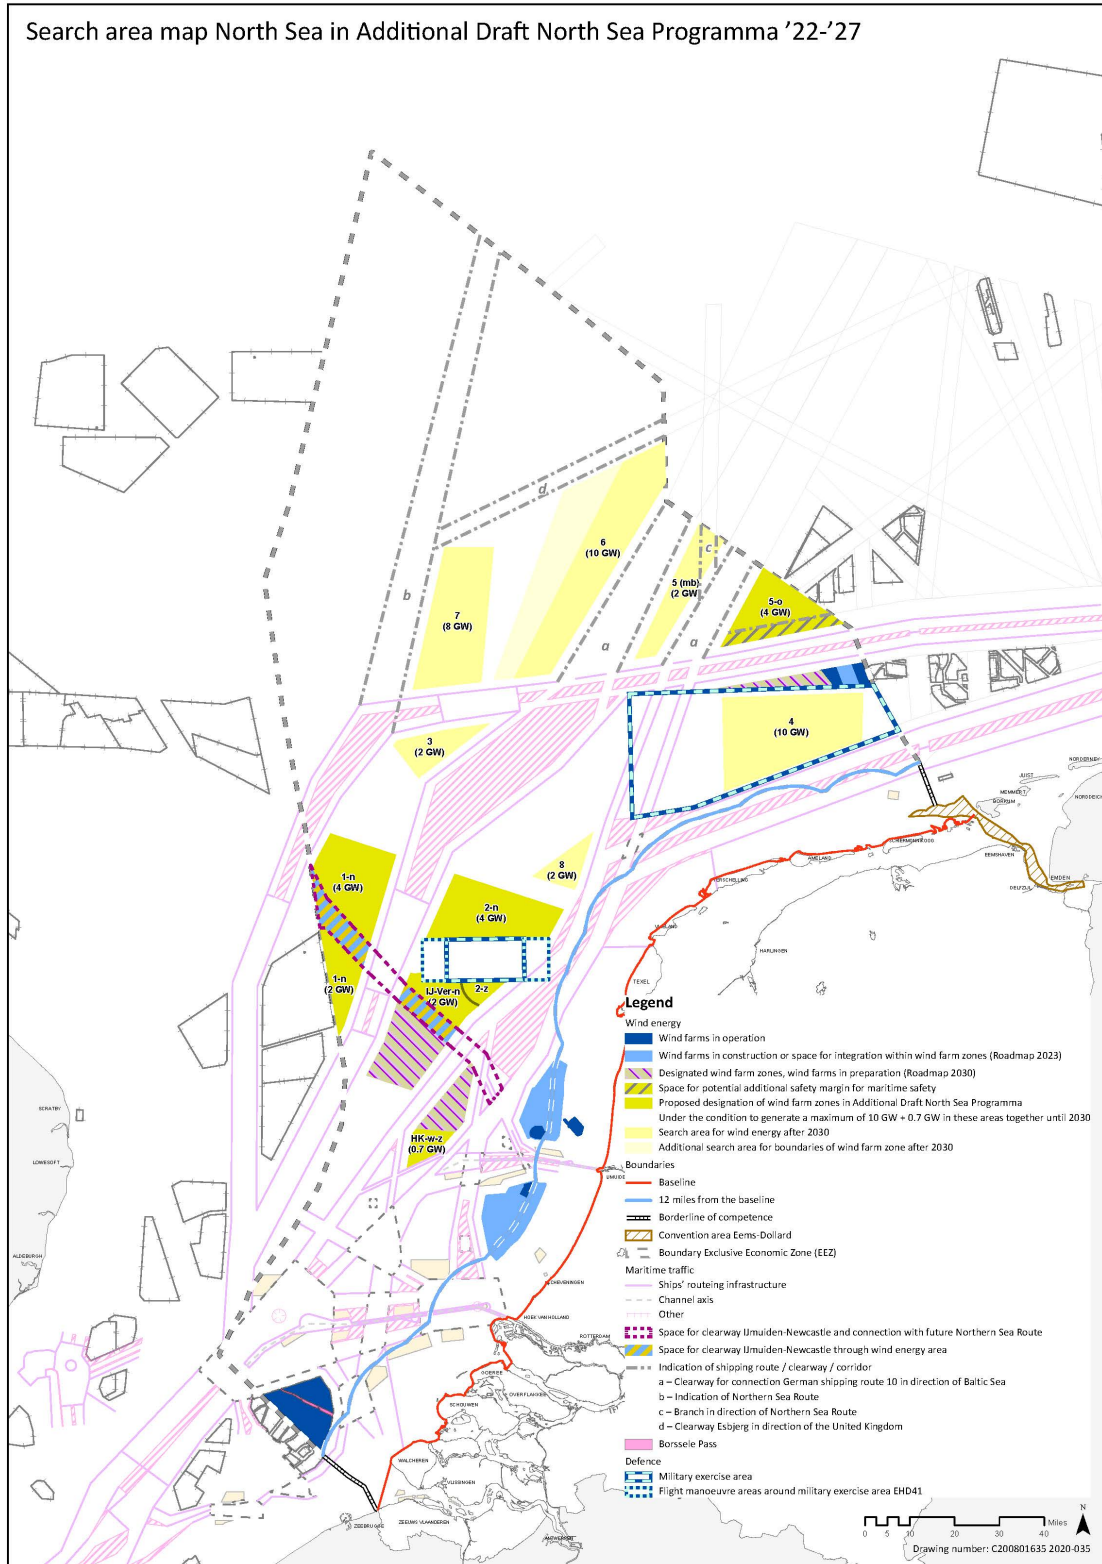 Search area map North Sea in Additional Draft North Sea Programma ’22-’27
d
6
(10 GW)
c
5 (mb)
(2 GW
b
5-o
(4 GW)
7
(8 GW)
a
a
4
(10 GW)
3
(2 GW)
NORDERNEY
JUIST
MEMMERT
BORKUM
NORDDEICH
SCHIERMONNIKOOG
AMELAND
EEMSHAVEN
8
(2 GW)
1-n
(4 GW)
TERSCHELLING
EMDEN
DELFZIJL
2-n
(4 GW)
VLIELAND
HARLINGEN
1-n
(2 GW)
IJ-Ver-n
(2 GW)
2-z
TEXEL
HK-w-z
(0.7 GW)
IJMUIDEN
SCRATBY
LOWESOFT
ALDEBURGH
SCHEVENINGEN
HOEK VAN HOLLAND
ROTTERDAM
GOEREE
OVERFLAKKEE
SCHOUWEN
WALCHEREN
VLISSINGEN
ZEEBRUGGE
ZEEUWS VLAANDEREN
ANTWERPEN
Legend
Wind energy
Wind farms in operation
Wind farms in construction or space for integration within wind farm zones (Roadmap 2023)
Designated wind farm zones, wind farms in preparation (Roadmap 2030)
Space for potential additional safety margin for maritime safety
Proposed designation of wind farm zones in Additional Draft North Sea Programma
Under the condition to generate a maximum of 10 GW + 0.7 GW in these areas together until 2030
Search area for wind energy after 2030
Additional search area for boundaries of wind farm zone after 2030
Boundaries
Baseline
12 miles from the baseline
Borderline of competence
Convention area Eems-Dollard
Boundary Exclusive Economic Zone (EEZ)
Maritime traffic
Ships’ routeing infrastructure
Channel axis
Other
Space for clearway IJmuiden-Newcastle and connection with future Northern Sea Route
Space for clearway IJmuiden-Newcastle through wind energy area
Indication of shipping route / clearway / corridor
a – Clearway for connection German shipping route 10 in direction of Baltic Sea
b – Indication of Northern Sea Route
c – Branch in direction of Northern Sea Route
d – Clearway Esbjerg in direction of the United Kingdom
Borssele Pass
Defence
Military exercise area
Flight manoeuvre areas around military exercise area EHD41
N
0 5 10 20 30 40 Miles
Drawing number: C200801635 2020-035